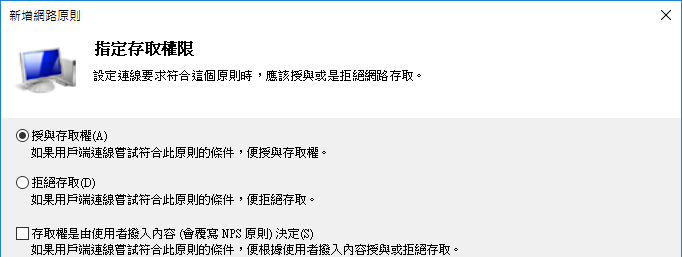 新增網路原則
指定存取權限
設定連線要求符合這個原則時，應該授與或是拒絕網路存取。
授與存取權(A)
如果用戶端連線嘗試符合此原則的條件，便授與存取權。
拒絕存取(D)
如果用戶端連線嘗試符合此原則的條件，便拒絕存取。
存取權是由使用者撥入內容 (會覆寫 NPS 原則) 決定(S)
如果用戶端連線嘗試符合此原則的條件，便根據使用者撥入內容授與或拒絕存取。